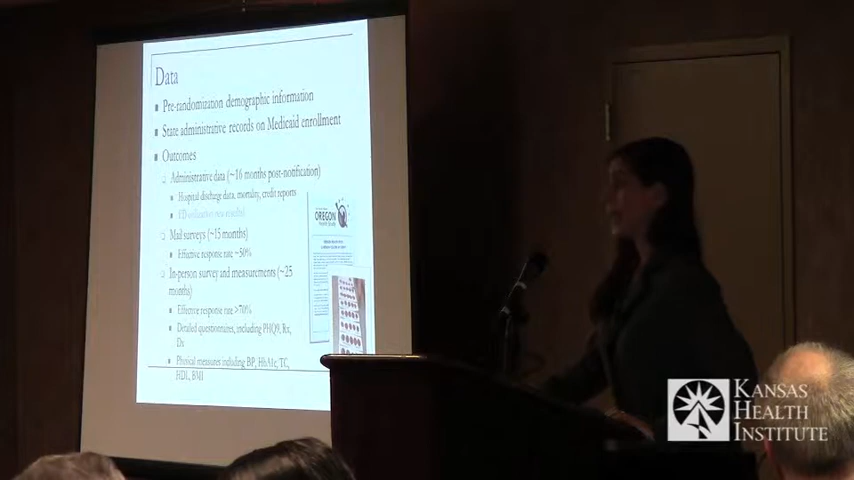 Data
Pre-randomization demographic information
State administrative records on Medicaid enrollment
Outcomes
Administrative data (~16 months post-notification)
Hospital discharge data, mortality, credit reports
Mail surveys (~15 months)
Effective response rate ~50%
In-person survey and measurements (~25
months)
Effective response rate >70%
Detailed questionnaires, including PHQ9, Rx,
Dx
Physical measures including BP, HbA1c, TC,
HDL, BMI
OREGON
Health Study
KANSAS
HEALTH
INSTITUTE